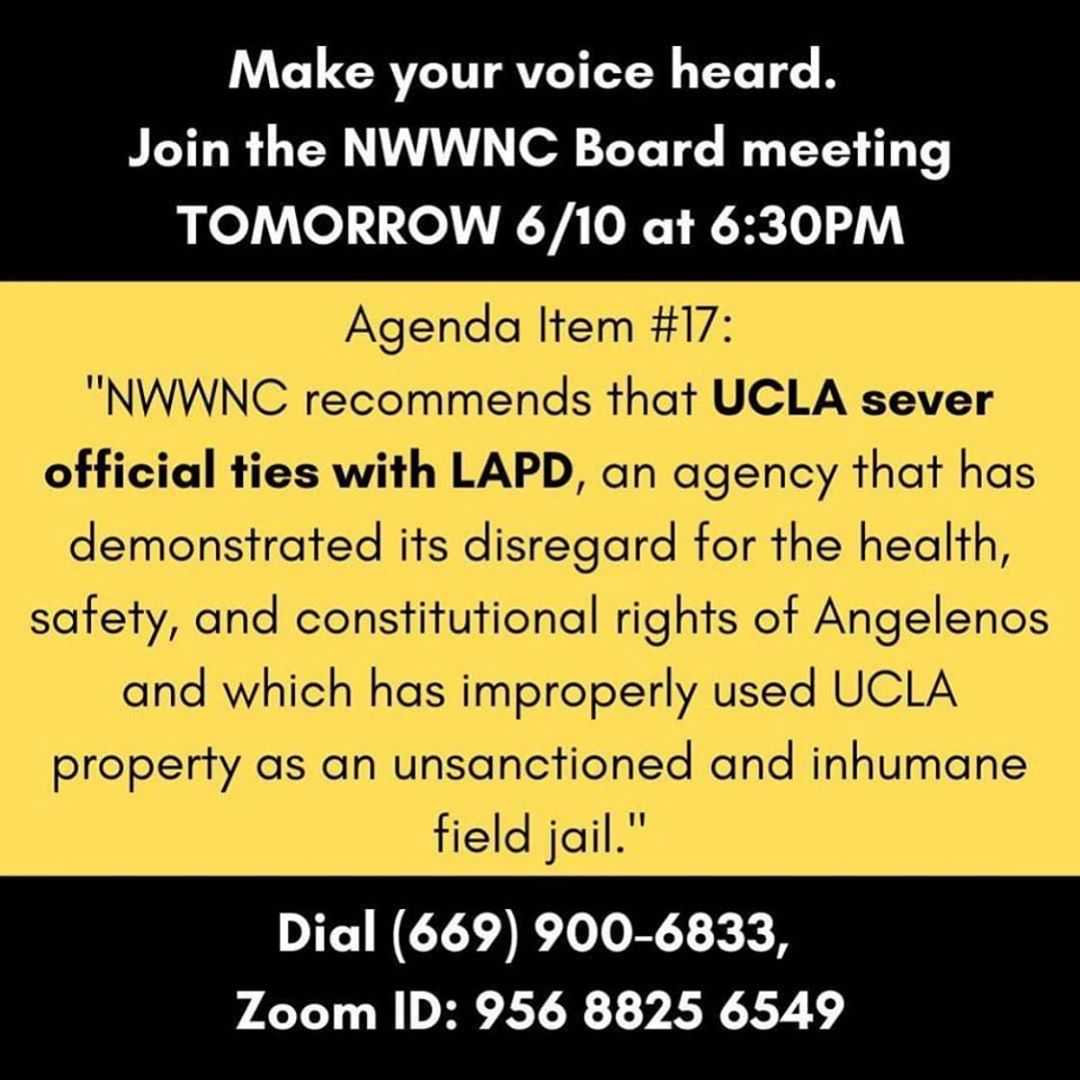 Make your voice heard.
Join the NWWNC Board meeting
TOMORROW 6/10 at 6:30PM
Agenda Item #17:
"NWWNC recommends that UCLA sever
official ties with LAPD, an agency that has
demonstrated its disregard for the health,
safety, and constitutional rights of Angelenos
and which has improperly used UCLA
property as an unsanctioned and inhumane
field jail."
Dial (669) 900-6833,
Zoom ID: 956 8825 6549